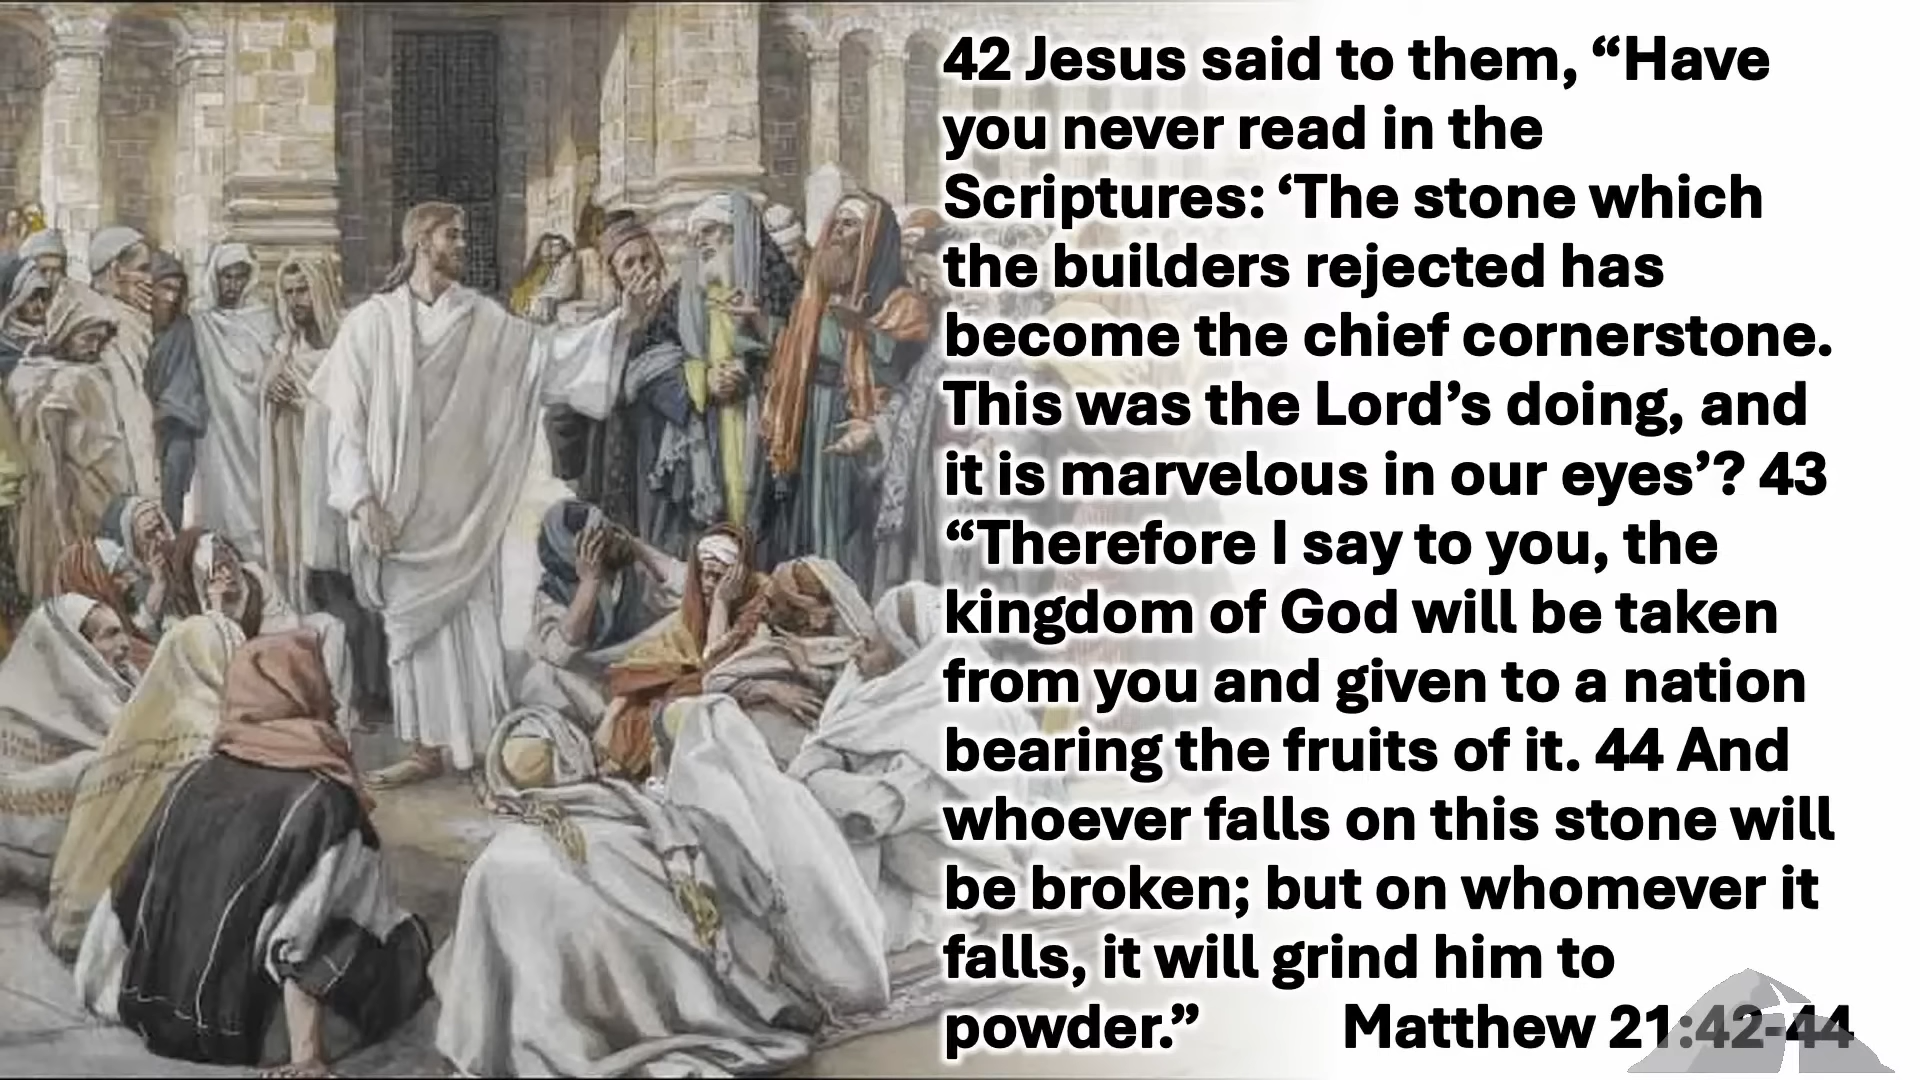 42 Jesus said to them, “Have
you never read in the
Scriptures: ‘The stone which
the builders rejected has
become the chief cornerstone.
This was the Lord’s doing, and
it is marvelous in our eyes’? 43
“Therefore I say to you, the
kingdom of God will be taken
from you and given to a nation
bearing the fruits of it. 44 And
whoever falls on this stone will
be broken; but on whomever it
falls, it will grind him to
powder.” Matthew 21:42-44